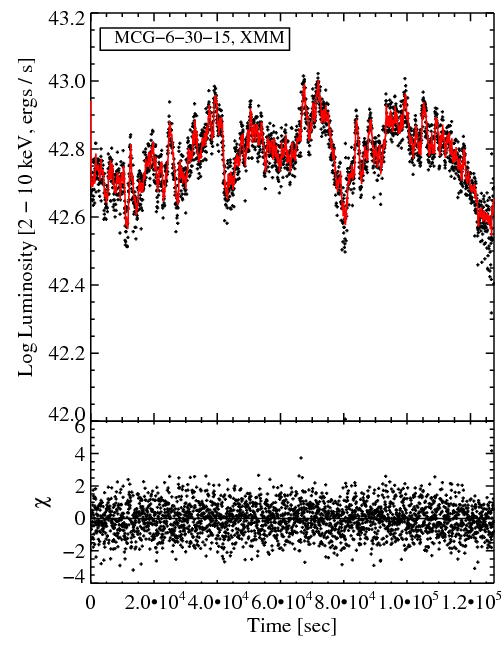 43.2
MCG−6−30−15, XMM
43.0
42.8
42.6
42.4
42.2
42.0
Log Luminosity [2 − 10 keV, ergs / s]
6
4
2
0
−2
−4
χ
0 2.0•10⁴ 4.0•10⁴ 6.0•10⁴ 8.0•10⁴ 1.0•10⁵ 1.2•10⁵
Time [sec]